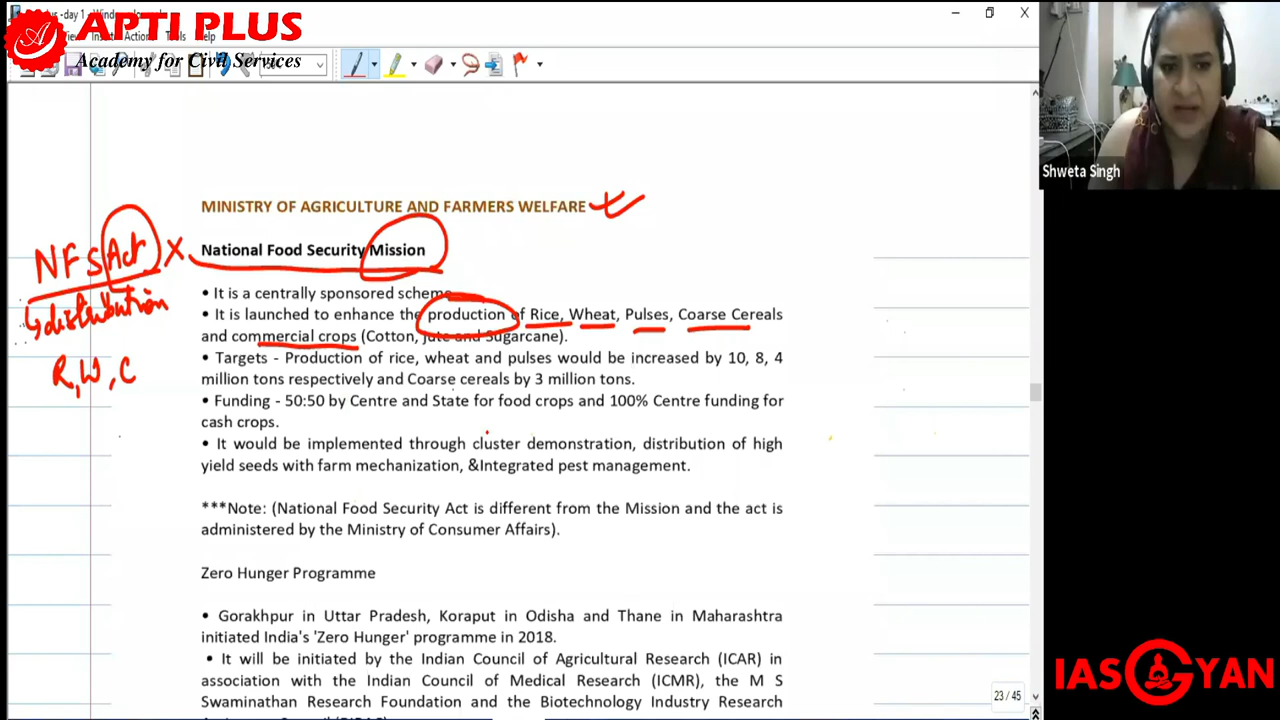 APTI PLUS
Academy for Civil Services
MINISTRY OF AGRICULTURE AND FARMERS WELFARE
NFS Act X National Food Security Mission
• It is a centrally sponsored scheme
↳ distribution
• It is launched to enhance the production of Rice, Wheat, Pulses, Coarse Cereals
and commercial crops (Cotton, jute and Sugarcane).
R, W, C
• Targets - Production of rice, wheat and pulses would be increased by 10, 8, 4
million tons respectively and Coarse cereals by 3 million tons.
• Funding - 50:50 by Centre and State for food crops and 100% Centre funding for
cash crops.
• It would be implemented through cluster demonstration, distribution of high
yield seeds with farm mechanization, &Integrated pest management.
***Note: (National Food Security Act is different from the Mission and the act is
administered by the Ministry of Consumer Affairs).
Zero Hunger Programme
• Gorakhpur in Uttar Pradesh, Koraput in Odisha and Thane in Maharashtra
initiated India's 'Zero Hunger' programme in 2018.
• It will be initiated by the Indian Council of Agricultural Research (ICAR) in
association with the Indian Council of Medical Research (ICMR), the M S
Swaminathan Research Foundation and the Biotechnology Industry Research
23 / 45
Shweta Singh
IASGYAN